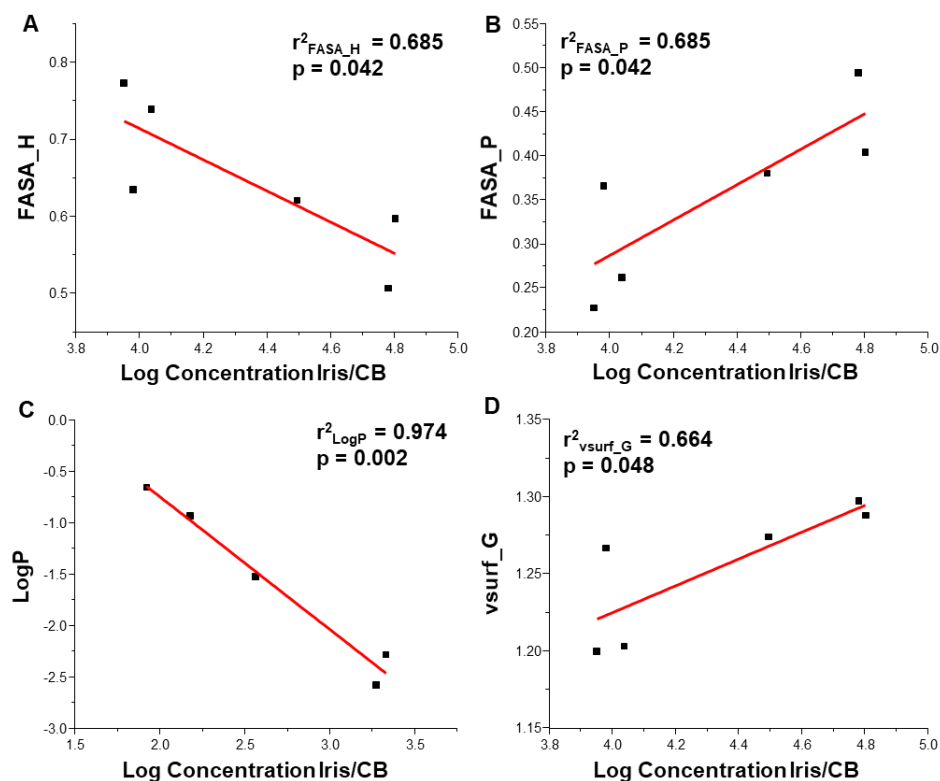 A
r²FASA_H = 0.685
p = 0.042
FASA_H
0.8
0.7
0.6
0.5
3.8 4.0 4.2 4.4 4.6 4.8 5.0
Log Concentration Iris/CB
B
r²FASA_P = 0.685
p = 0.042
FASA_P
0.55
0.50
0.45
0.40
0.35
0.30
0.25
0.20
3.8 4.0 4.2 4.4 4.6 4.8 5.0
Log Concentration Iris/CB
C
r²LogP = 0.974
p = 0.002
LogP
0.0
-0.5
-1.0
-1.5
-2.0
-2.5
-3.0
1.5 2.0 2.5 3.0 3.5
Log Concentration Iris/CB
D
r²vsurf_G = 0.664
p = 0.048
vsurf_G
1.35
1.30
1.25
1.20
1.15
3.8 4.0 4.2 4.4 4.6 4.8 5.0
Log Concentration Iris/CB